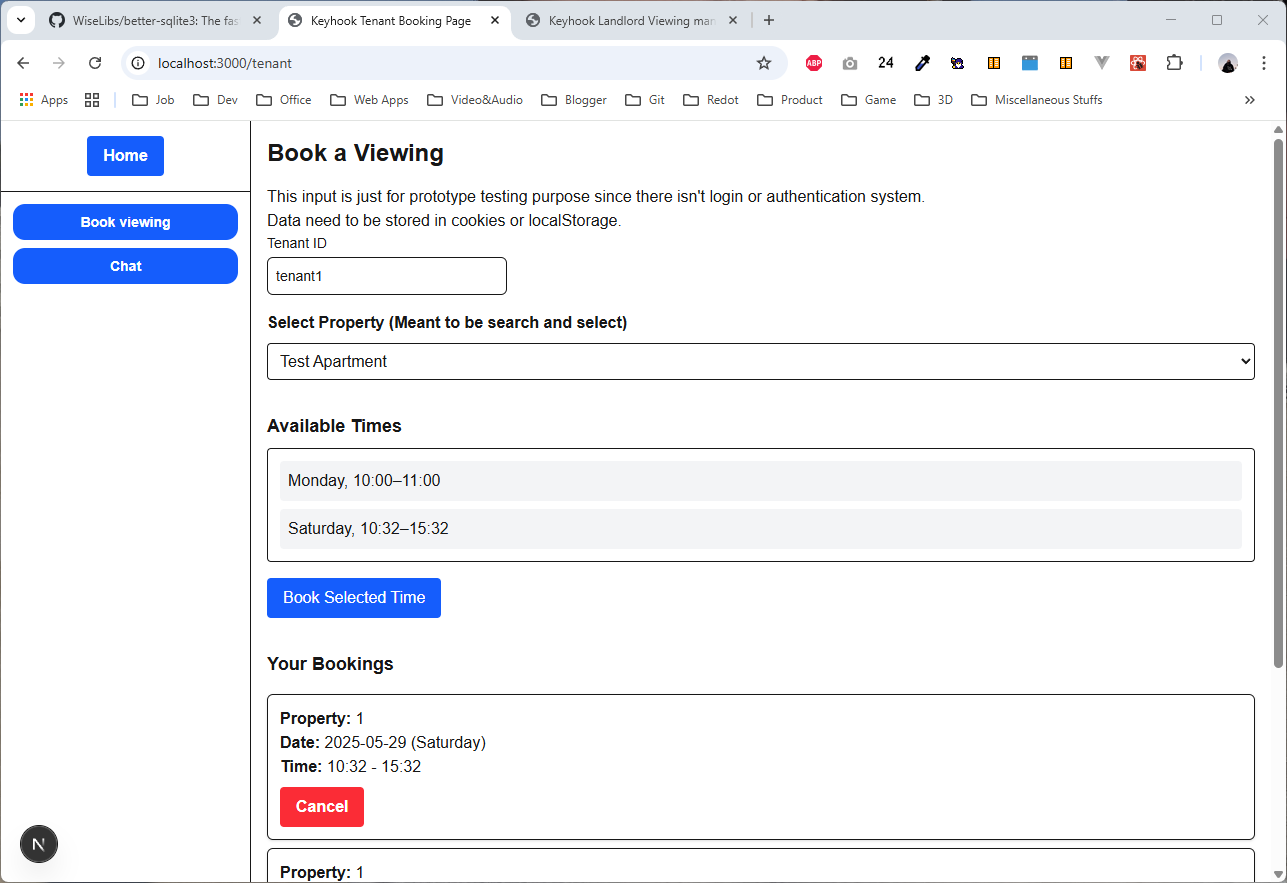 WiseLibs/better-sqlite3: The fas
Keyhook Tenant Booking Page
Keyhook Landlord Viewing man
localhost:3000/tenant
ABP
24
Apps
Job
Dev
Office
Web Apps
Video&Audio
Blogger
Git
Redot
Product
Game
3D
Miscellaneous Stuffs
Home
Book viewing
Chat
Book a Viewing
This input is just for prototype testing purpose since there isn't login or authentication system.
Data need to be stored in cookies or localStorage.
Tenant ID
tenant1
Select Property (Meant to be search and select)
Test Apartment
Available Times
Monday, 10:00–11:00
Saturday, 10:32–15:32
Book Selected Time
Your Bookings
Property: 1
Date: 2025-05-29 (Saturday)
Time: 10:32 - 15:32
Cancel
N
Property: 1